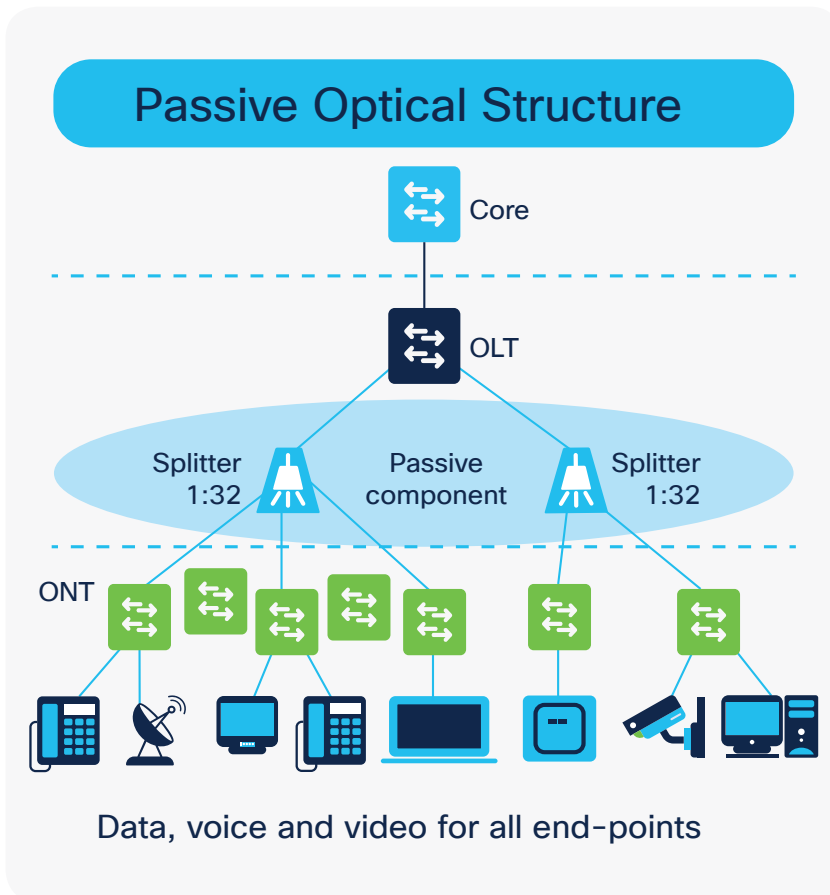 Passive Optical Structure
Core
OLT
Splitter
1:32
Passive
component
Splitter
1:32
ONT
Data, voice and video for all end-points